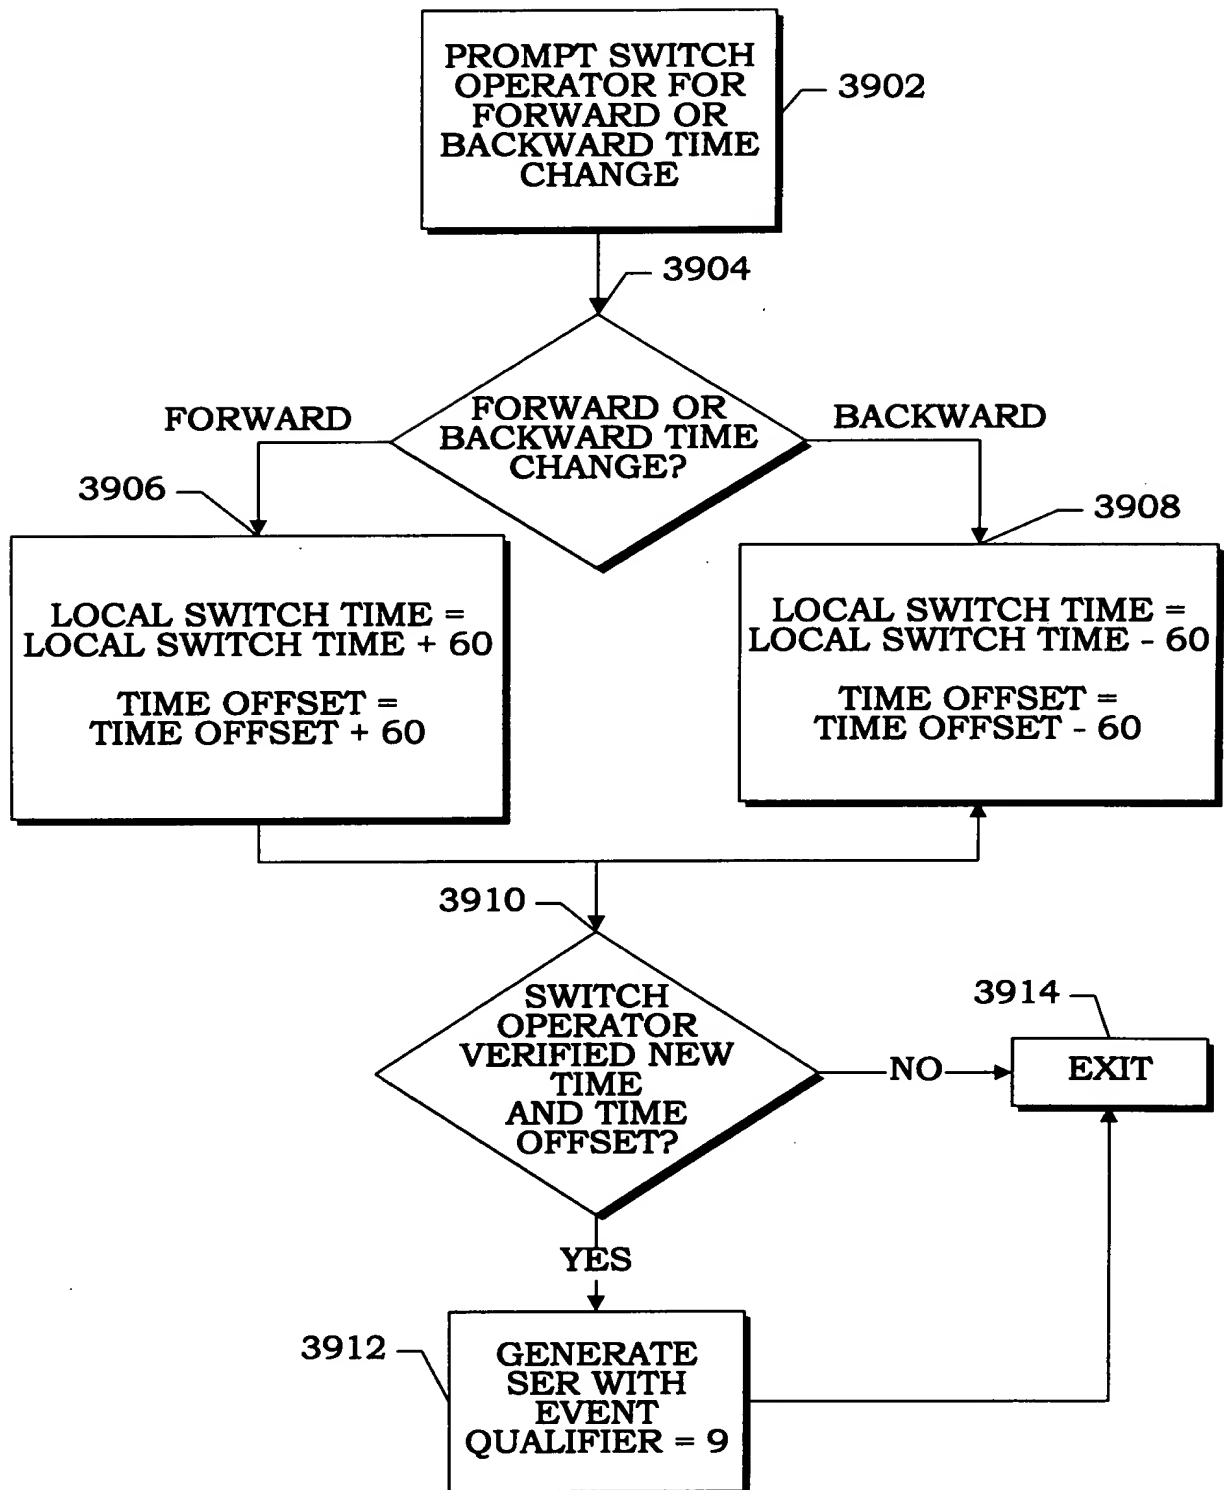 PROMPT SWITCH
OPERATOR FOR
FORWARD OR
BACKWARD TIME
CHANGE
3902
3904
FORWARD
FORWARD OR
BACKWARD TIME
CHANGE?
BACKWARD
3906
3908
LOCAL SWITCH TIME =
LOCAL SWITCH TIME + 60
TIME OFFSET =
TIME OFFSET + 60
LOCAL SWITCH TIME =
LOCAL SWITCH TIME - 60
TIME OFFSET =
TIME OFFSET - 60
3910
SWITCH
OPERATOR
VERIFIED NEW
TIME
AND TIME
OFFSET?
NO
3914
EXIT
YES
3912
GENERATE
SER WITH
EVENT
QUALIFIER = 9